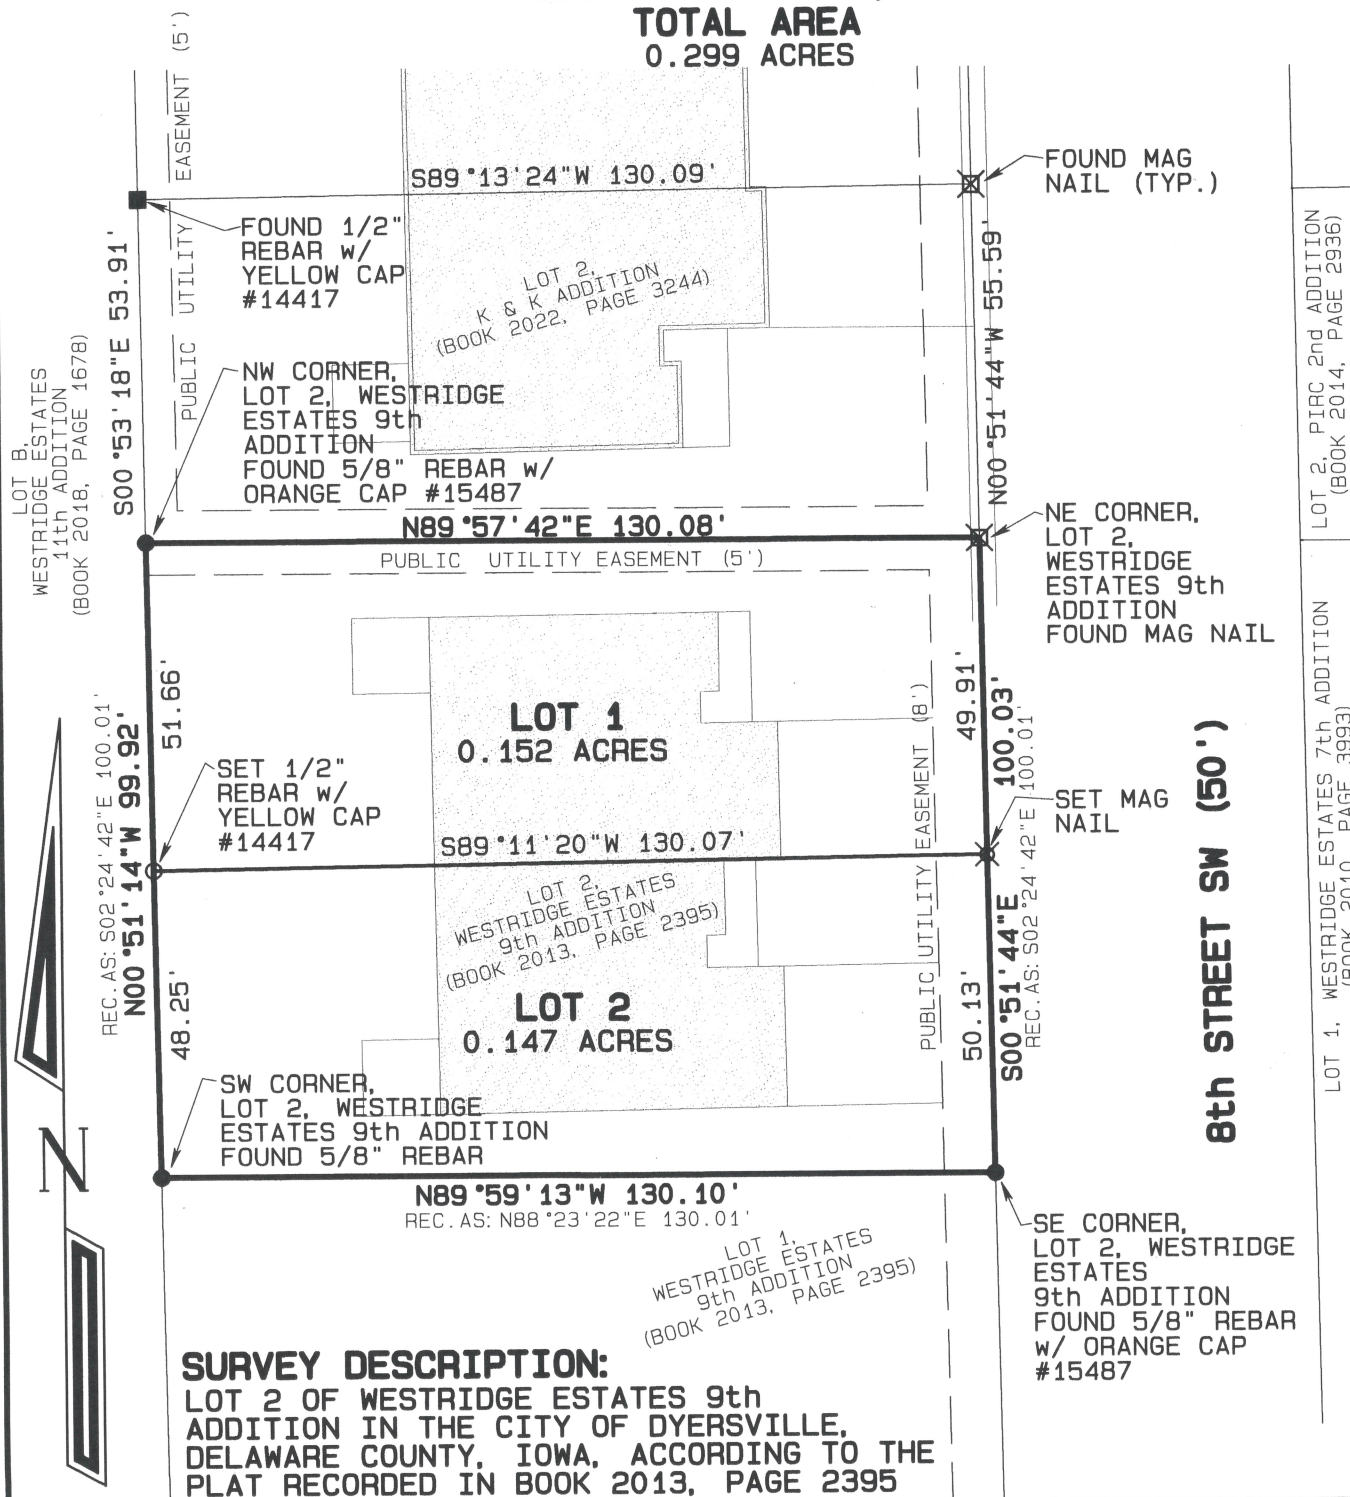 TOTAL AREA
0.299 ACRES
EASEMENT (5')
PUBLIC UTILITY
S89°13'24"W 130.09'
FOUND MAG
NAIL (TYP.)
FOUND 1/2"
REBAR w/
YELLOW CAP
#14417
S00°53'18"E 53.91'
N00°51'44"W 55.59'
LOT 2,
K & K ADDITION
(BOOK 2022, PAGE 3244)
LOT 2, PIRC 2nd ADDITION
(BOOK 2014, PAGE 2936)
LOT B,
WESTRIDGE ESTATES
11th ADDITION
(BOOK 2018, PAGE 1678)
NW CORNER,
LOT 2, WESTRIDGE
ESTATES 9th
ADDITION
FOUND 5/8" REBAR w/
ORANGE CAP #15487
N89°57'42"E 130.08'
PUBLIC UTILITY EASEMENT (5')
NE CORNER,
LOT 2,
WESTRIDGE
ESTATES 9th
ADDITION
FOUND MAG NAIL
51.66'
49.91'
LOT 1
0.152 ACRES
N00°51'14"W 99.92'
REC.AS: S02°24'42"E 100.01'
SET 1/2"
REBAR w/
YELLOW CAP
#14417
S89°11'20"W 130.07'
PUBLIC UTILITY EASEMENT (8')
S00°51'44"E 100.03'
REC.AS: S02°24'42"E 100.01'
SET MAG
NAIL
8th STREET SW (50')
LOT 1, WESTRIDGE ESTATES 7th ADDITION
(BOOK 2010, PAGE 3993)
LOT 2,
WESTRIDGE ESTATES
9th ADDITION
(BOOK 2013, PAGE 2395)
LOT 2
0.147 ACRES
48.25'
50.13'
SW CORNER,
LOT 2, WESTRIDGE
ESTATES 9th ADDITION
FOUND 5/8" REBAR
N
N89°59'13"W 130.10'
REC.AS: N88°23'22"E 130.01'
LOT 1,
WESTRIDGE ESTATES
9th ADDITION
(BOOK 2013, PAGE 2395)
SE CORNER,
LOT 2, WESTRIDGE
ESTATES
9th ADDITION
FOUND 5/8" REBAR
w/ ORANGE CAP
#15487
SURVEY DESCRIPTION:
LOT 2 OF WESTRIDGE ESTATES 9th
ADDITION IN THE CITY OF DYERSVILLE,
DELAWARE COUNTY, IOWA, ACCORDING TO THE
PLAT RECORDED IN BOOK 2013, PAGE 2395